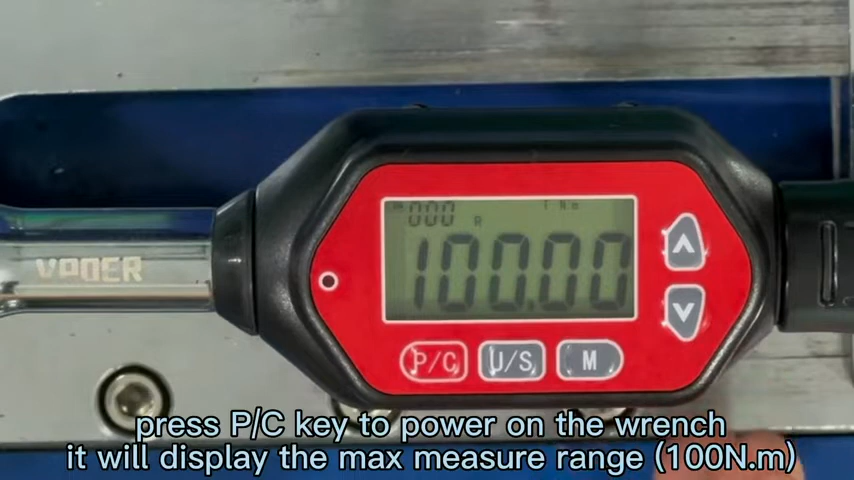 VPOER
000
R
100.00
P/C
U/S
M
press P/C key to power on the wrench
it will display the max measure range (100N.m)